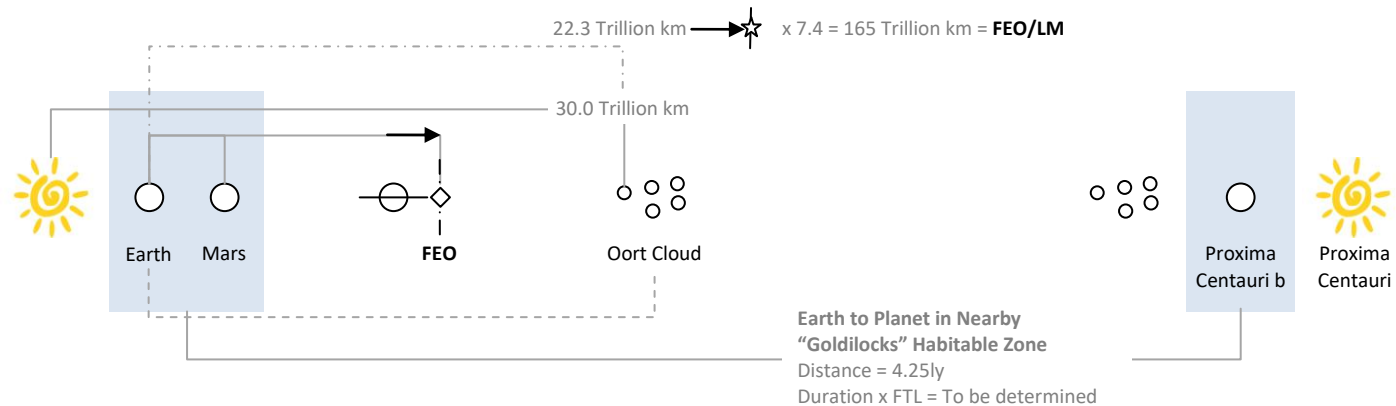 22.3 Trillion km x 7.4 = 165 Trillion km = FEO/LM
30.0 Trillion km
Earth Mars FEO Oort Cloud Proxima Proxima
Centauri b Centauri
Earth to Planet in Nearby
“Goldilocks” Habitable Zone
Distance = 4.25ly
Duration x FTL = To be determined